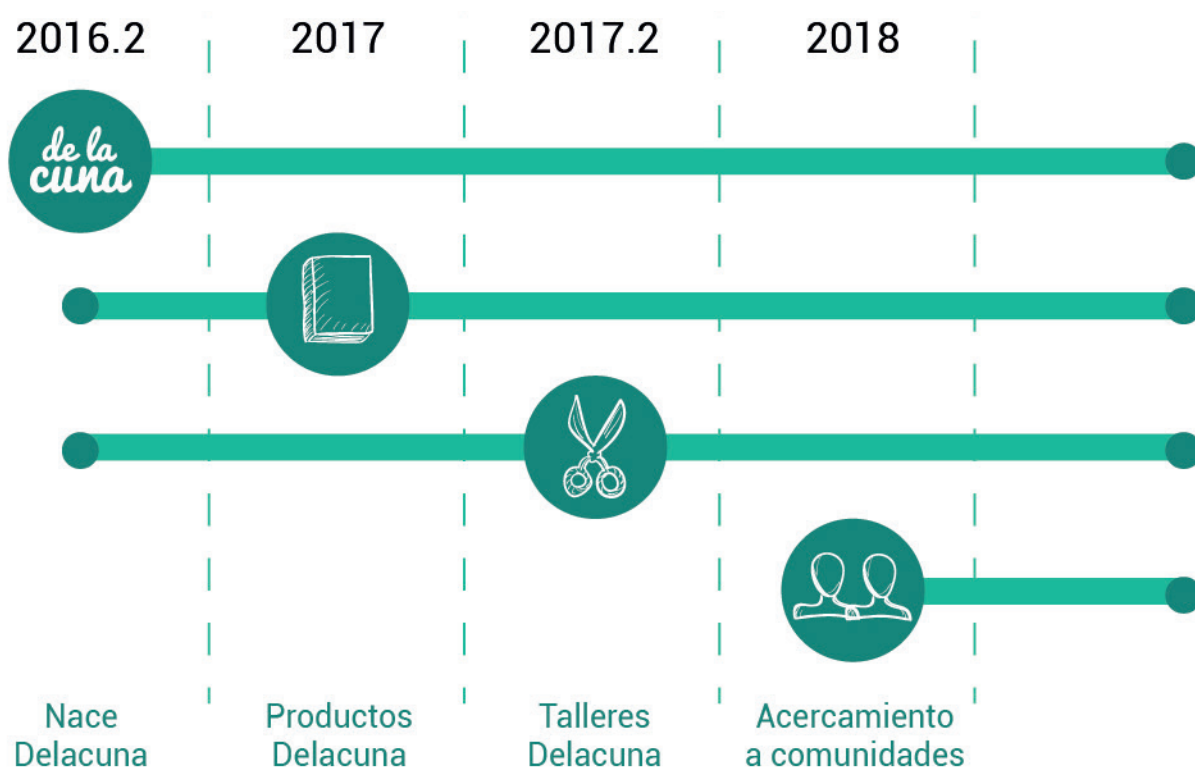 2016.2 2017 2017.2 2018
de la
cuna
Nace
Delacuna
Productos
Delacuna
Talleres
Delacuna
Acercamiento
a comunidades